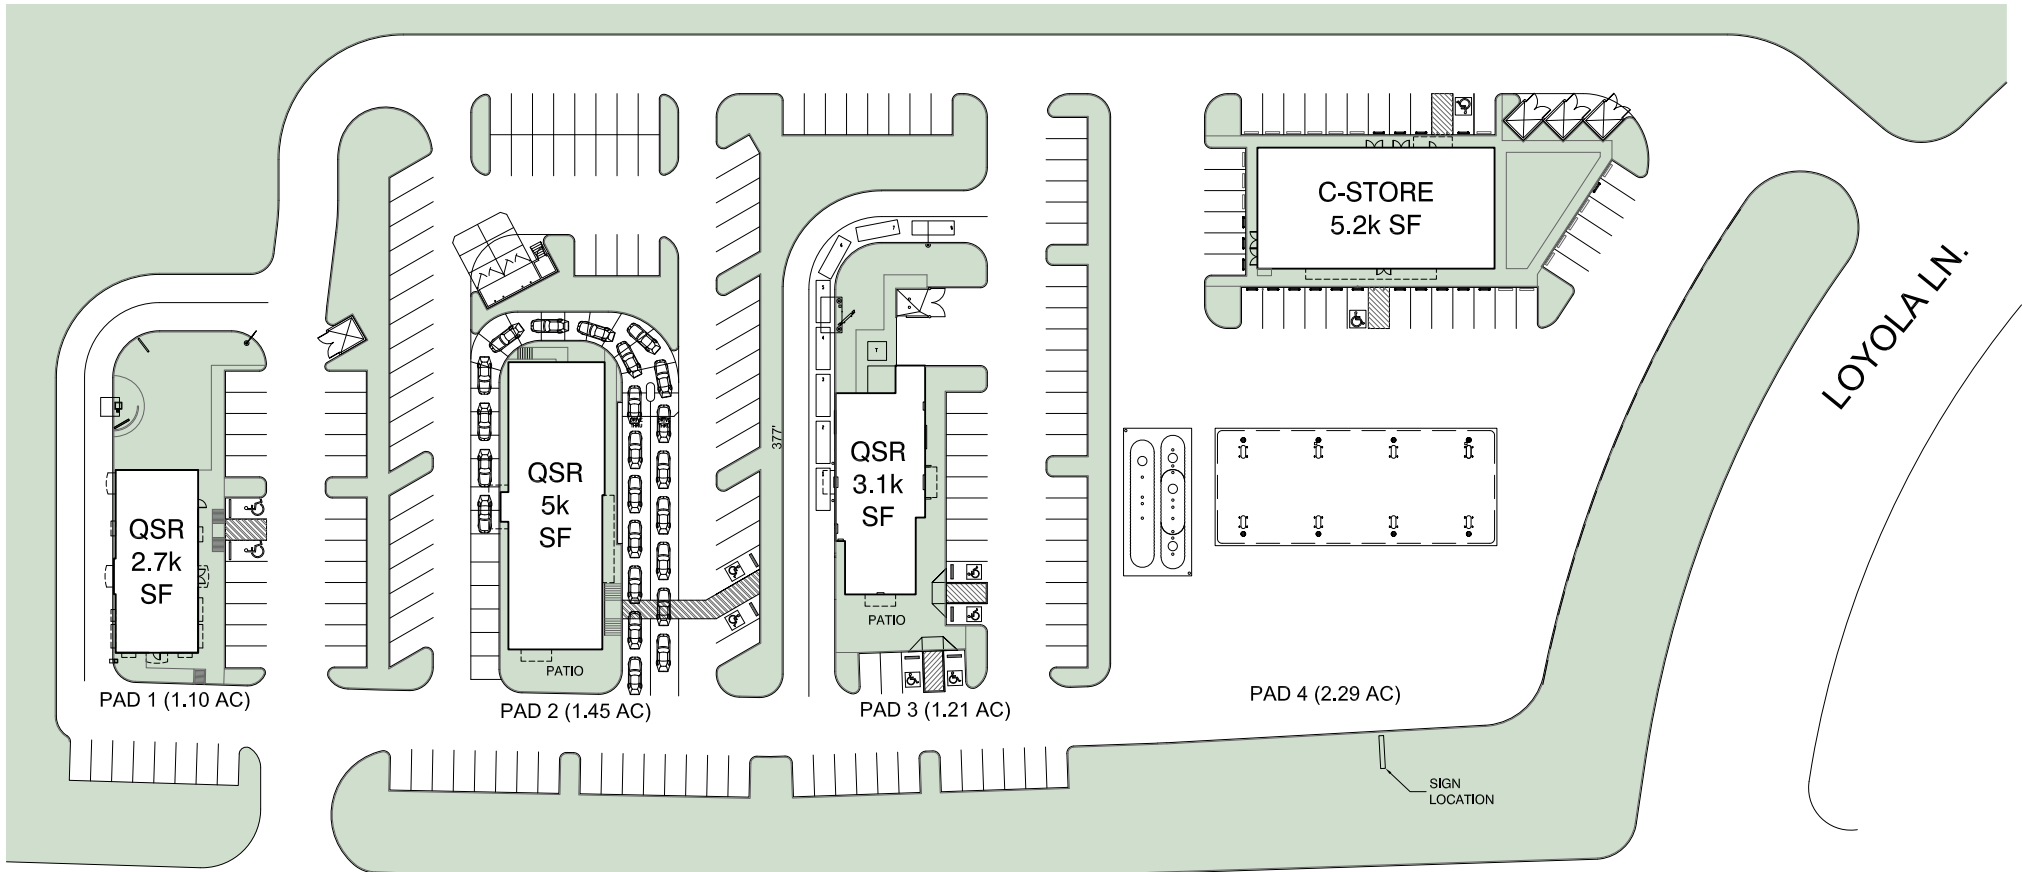 C-STORE
5.2k SF
LOYOLA LN.
377'
QSR
2.7k
SF
QSR
5k
SF
QSR
3.1k
SF
T
PATIO
PATIO
PAD 1 (1.10 AC)
PAD 2 (1.45 AC)
PAD 3 (1.21 AC)
PAD 4 (2.29 AC)
SIGN
LOCATION